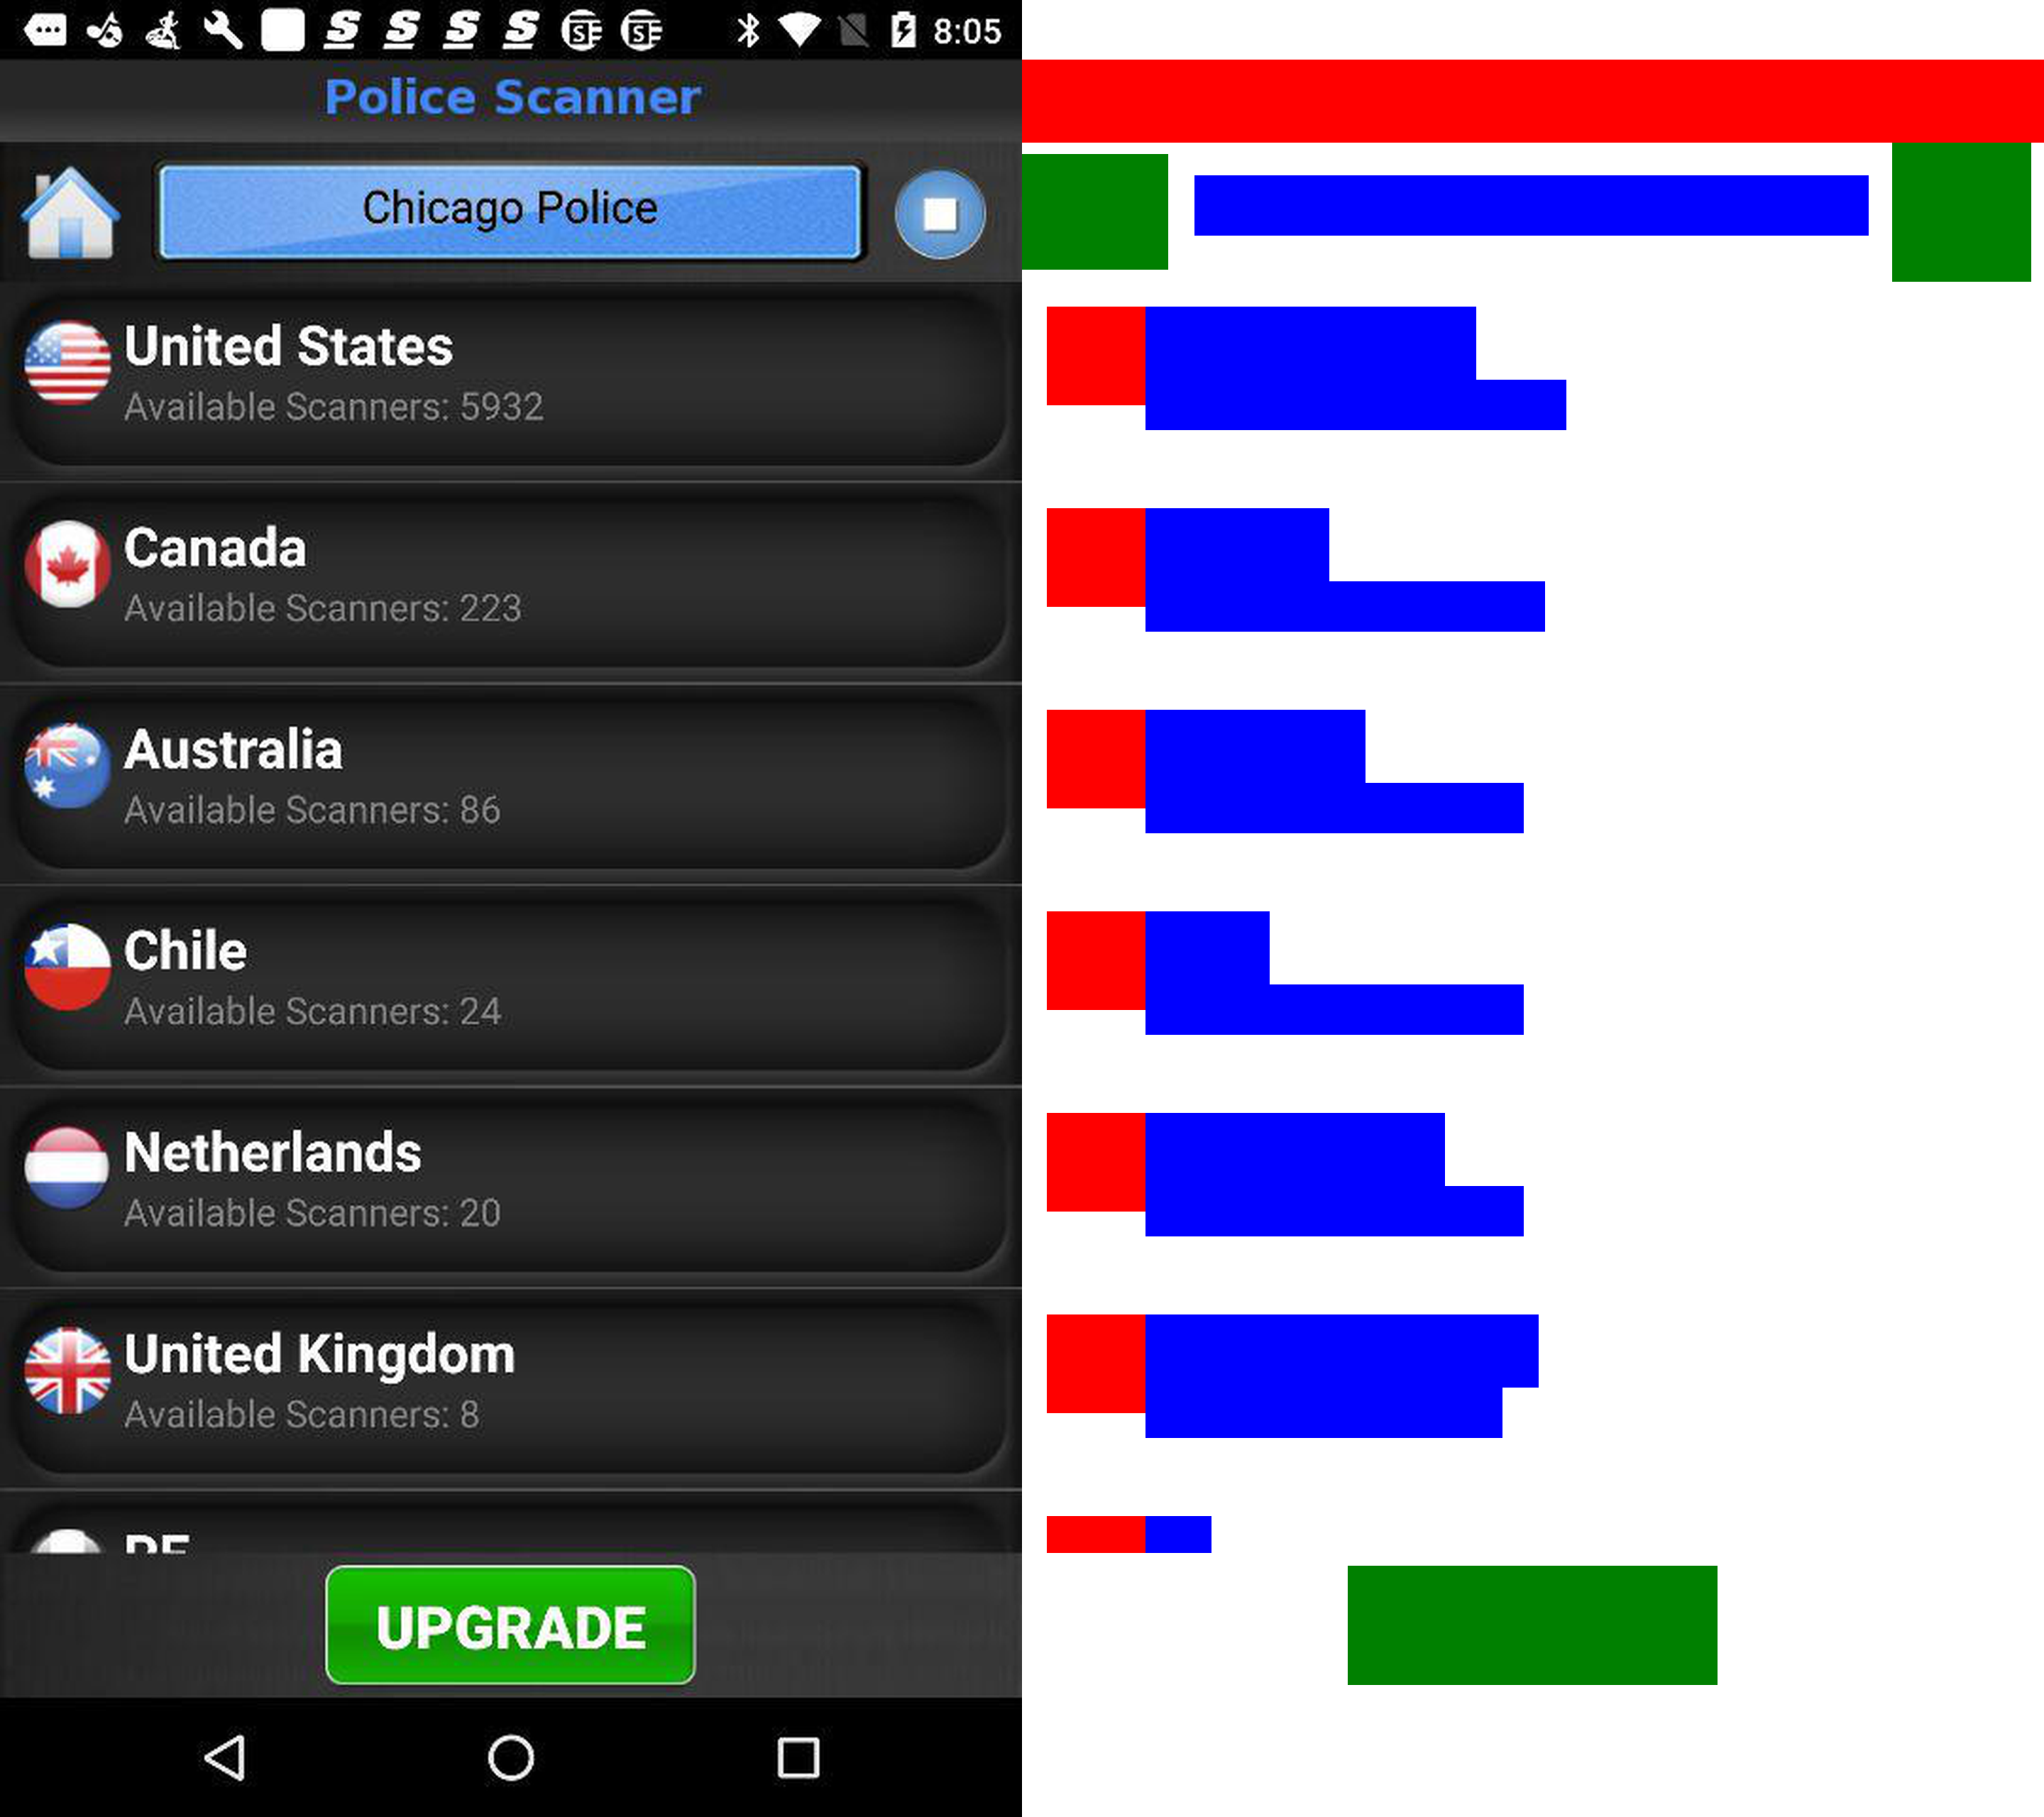 8:05
Police Scanner
Chicago Police
United States
Available Scanners: 5932
Canada
Available Scanners: 223
Australia
Available Scanners: 86
Chile
Available Scanners: 24
Netherlands
Available Scanners: 20
United Kingdom
Available Scanners: 8
UPGRADE